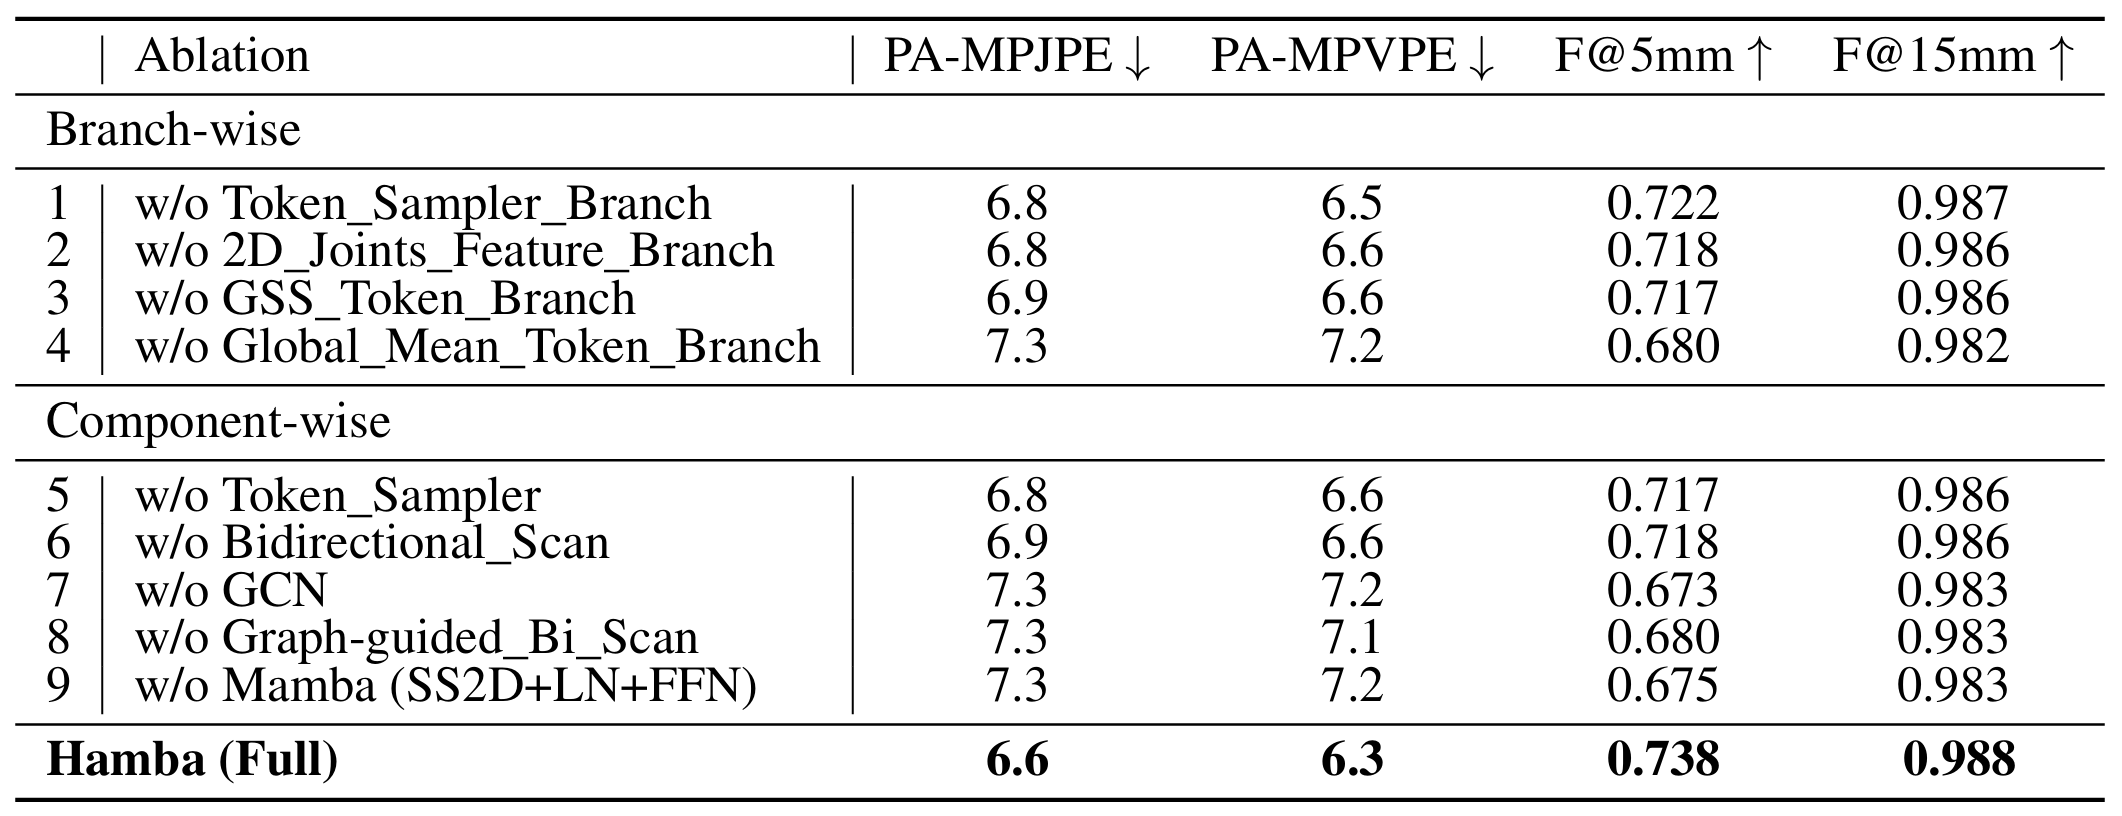 Ablation PA-MPJPE ↓ PA-MPVPE ↓ F@5mm ↑ F@15mm ↑
Branch-wise
1 w/o Token_Sampler_Branch 6.8 6.5 0.722 0.987
2 w/o 2D_Joints_Feature_Branch 6.8 6.6 0.718 0.986
3 w/o GSS_Token_Branch 6.9 6.6 0.717 0.986
4 w/o Global_Mean_Token_Branch 7.3 7.2 0.680 0.982
Component-wise
5 w/o Token_Sampler 6.8 6.6 0.717 0.986
6 w/o Bidirectional_Scan 6.9 6.6 0.718 0.986
7 w/o GCN 7.3 7.2 0.673 0.983
8 w/o Graph-guided_Bi_Scan 7.3 7.1 0.680 0.983
9 w/o Mamba (SS2D+LN+FFN) 7.3 7.2 0.675 0.983
Hamba (Full) 6.6 6.3 0.738 0.988